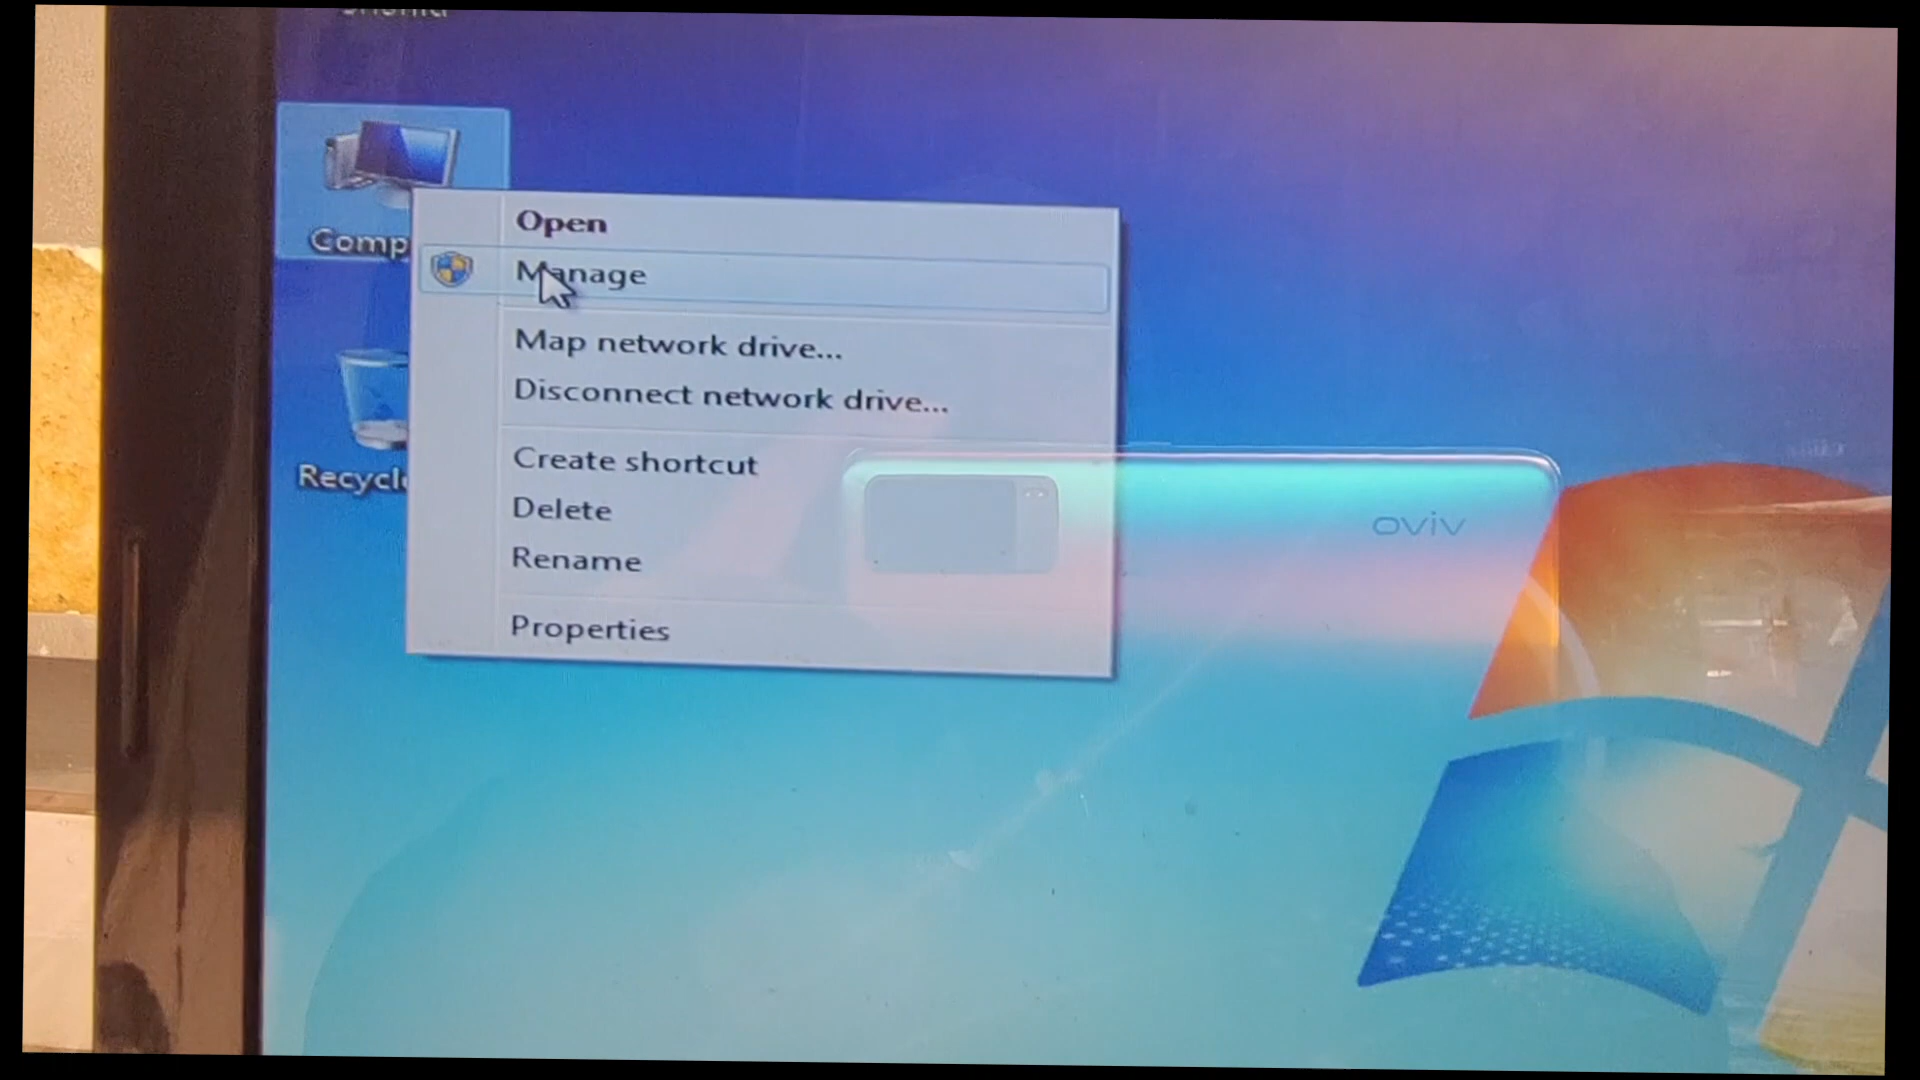 Comp
Open
Manage
Map network drive...
Disconnect network drive...
Create shortcut
Delete
Rename
Properties
Recycl
oviv